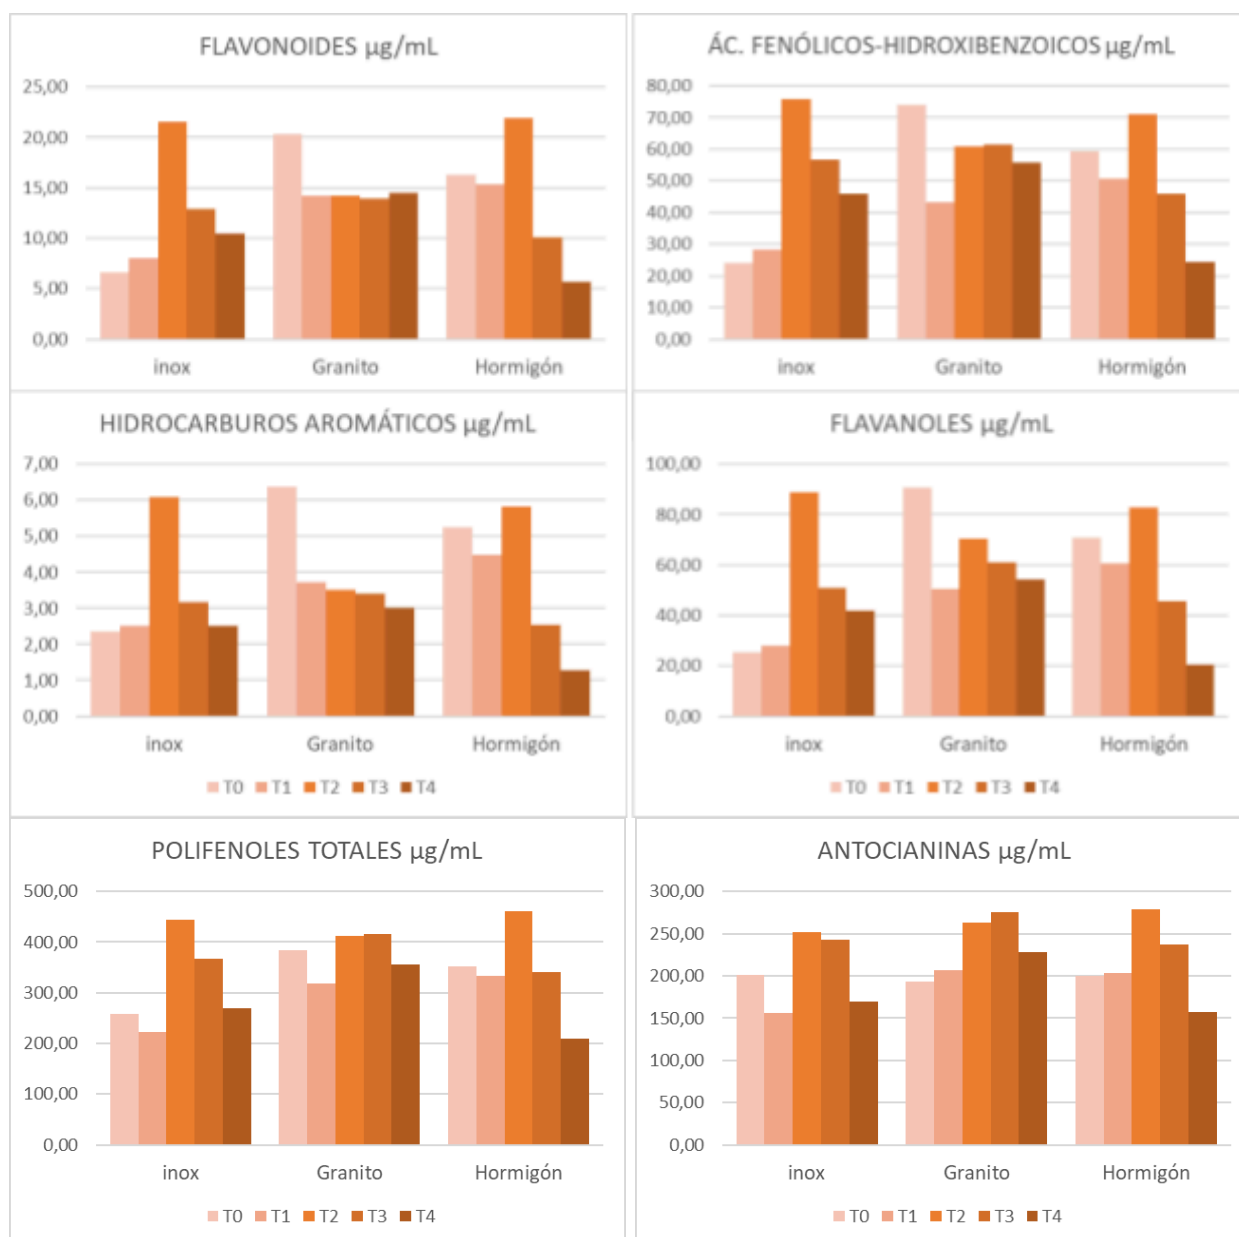 FLAVONOIDES µg/mL
25,00
20,00
15,00
10,00
5,00
0,00
inox Granito Hormigón
ÁC. FENÓLICOS-HIDROXIBENZOICOS µg/mL
80,00
70,00
60,00
50,00
40,00
30,00
20,00
10,00
0,00
inox Granito Hormigón
HIDROCARBUROS AROMÁTICOS µg/mL
7,00
6,00
5,00
4,00
3,00
2,00
1,00
0,00
inox Granito Hormigón
T0 T1 T2 T3 T4
FLAVANOLES µg/mL
100,00
80,00
60,00
40,00
20,00
0,00
inox Granito Hormigón
T0 T1 T2 T3 T4
POLIFENOLES TOTALES µg/mL
500,00
400,00
300,00
200,00
100,00
0,00
inox Granito Hormigón
T0 T1 T2 T3 T4
ANTOCIANINAS µg/mL
300,00
250,00
200,00
150,00
100,00
50,00
0,00
inox Granito Hormigón
T0 T1 T2 T3 T4